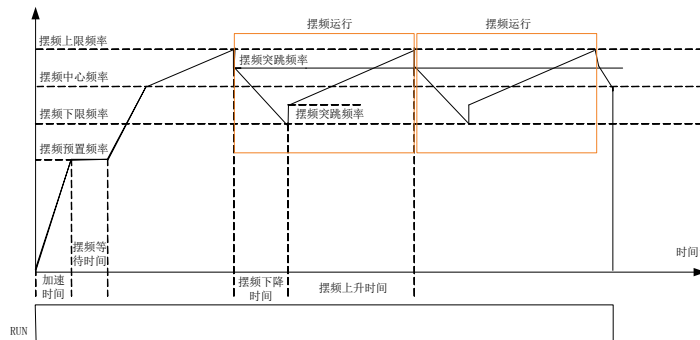 摆频运行
摆频运行
摆频上限频率
摆频突跳频率
摆频中心频率
摆频下限频率
摆频突跳频率
摆频预置频率
摆频等
待时间
时间
加速
时间
摆频下降
时间
摆频上升时间
RUN